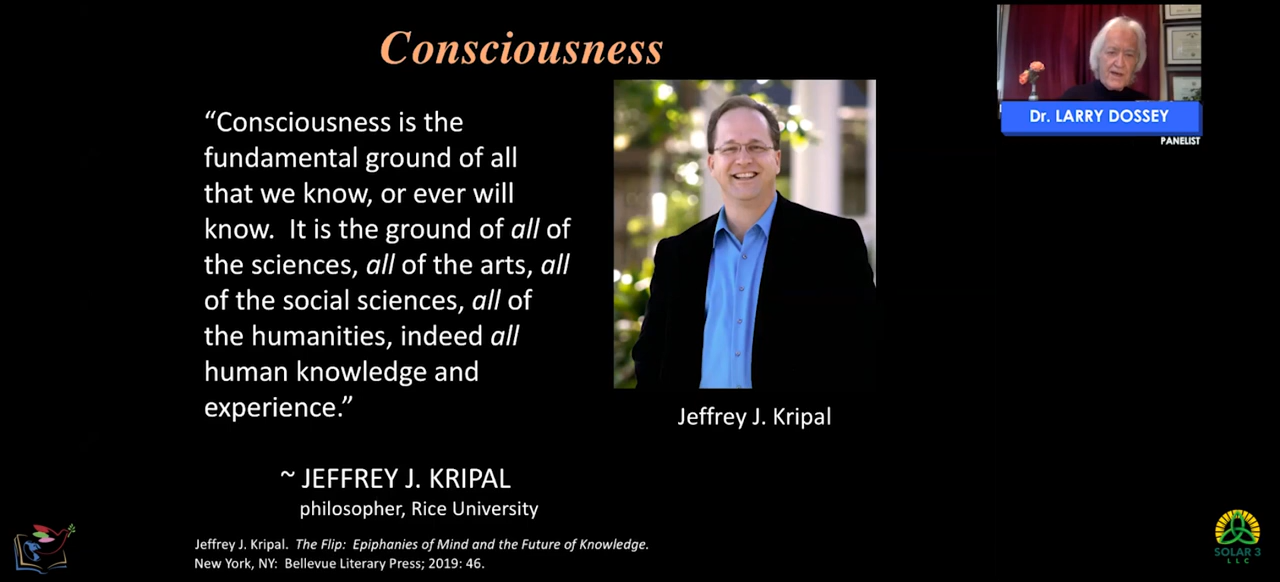 Consciousness
“Consciousness is the
fundamental ground of all
that we know, or ever will
know.  It is the ground of all of
the sciences, all of the arts, all
of the social sciences, all of
the humanities, indeed all
human knowledge and
experience.”
~ JEFFREY J. KRIPAL
philosopher, Rice University
Jeffrey J. Kripal.  The Flip:  Epiphanies of Mind and the Future of Knowledge.
New York, NY:  Bellevue Literary Press; 2019: 46.
Jeffrey J. Kripal
Dr. LARRY DOSSEY
PANELIST
SOLAR 3
LLC